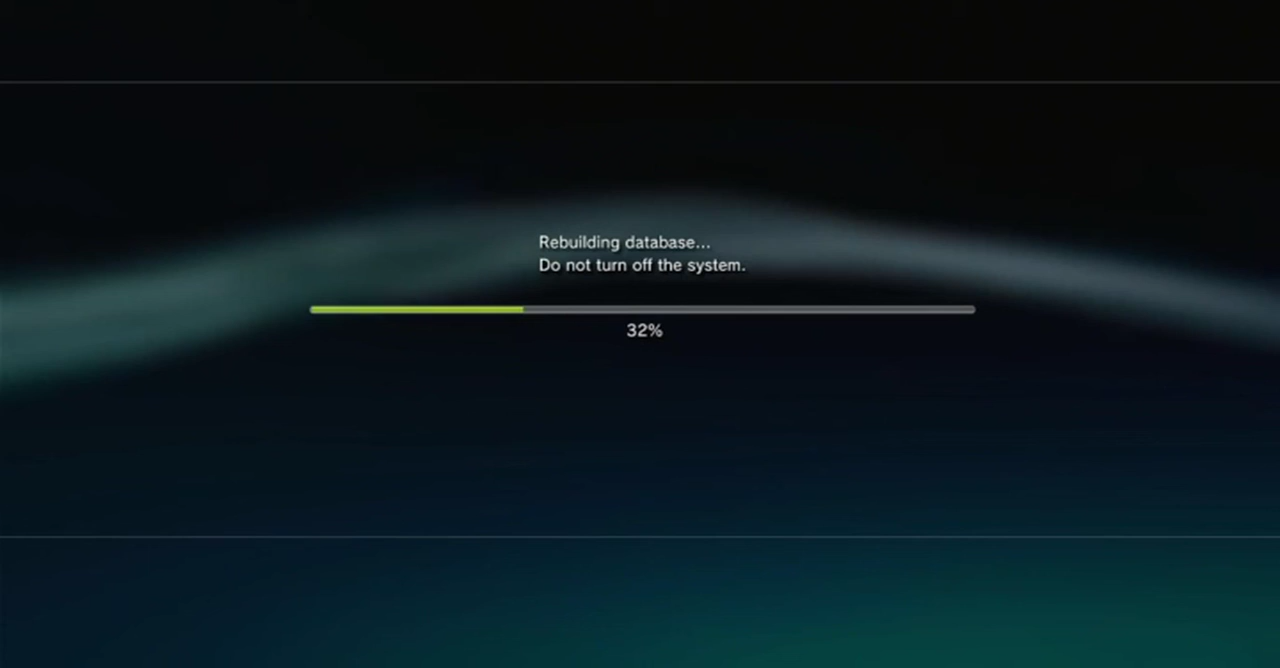 Rebuilding database...
Do not turn off the system.
32%